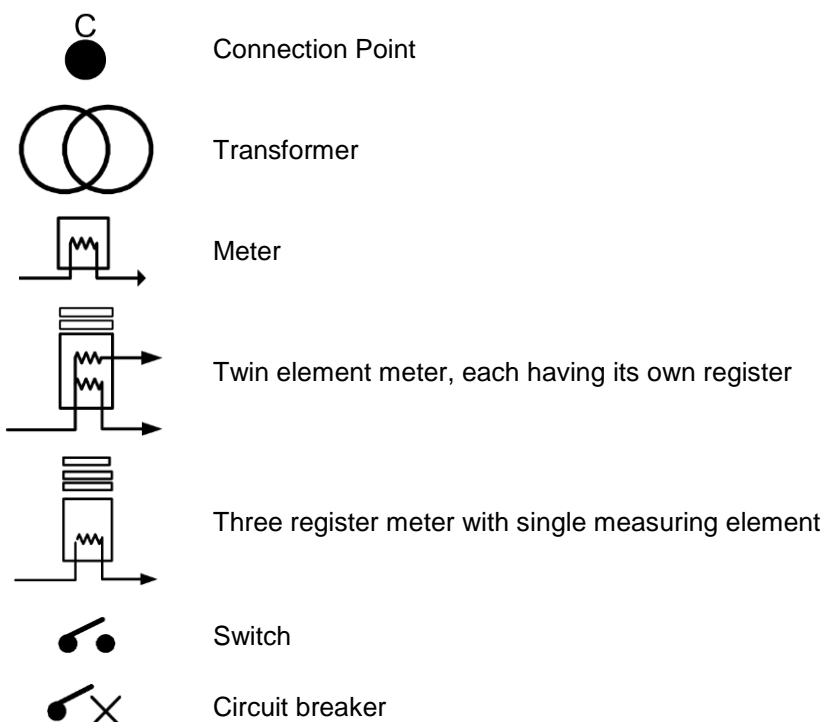 C
Connection Point
Transformer
Meter
Twin element meter, each having its own register
Three register meter with single measuring element
Switch
Circuit breaker